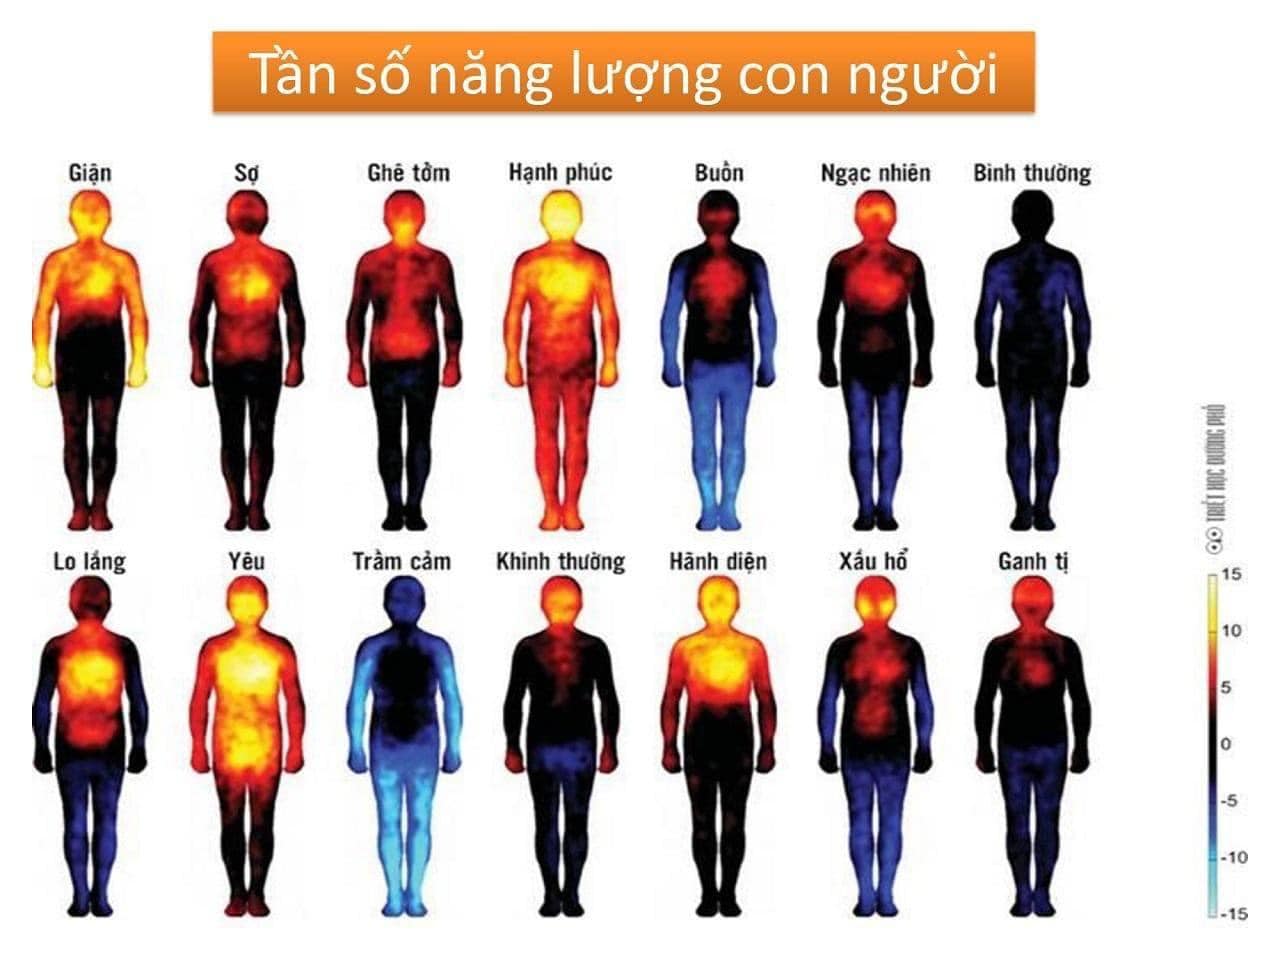 Tần số năng lượng con người
Giận Sợ Ghê tởm Hạnh phúc Buồn Ngạc nhiên Bình thường
Lo lắng Yêu Trầm cảm Khinh thường Hãnh diện Xấu hổ Ganh tị
TRIẾT HỌC ĐƯỜNG PHỐ
15
10
5
0
-5
-10
-15